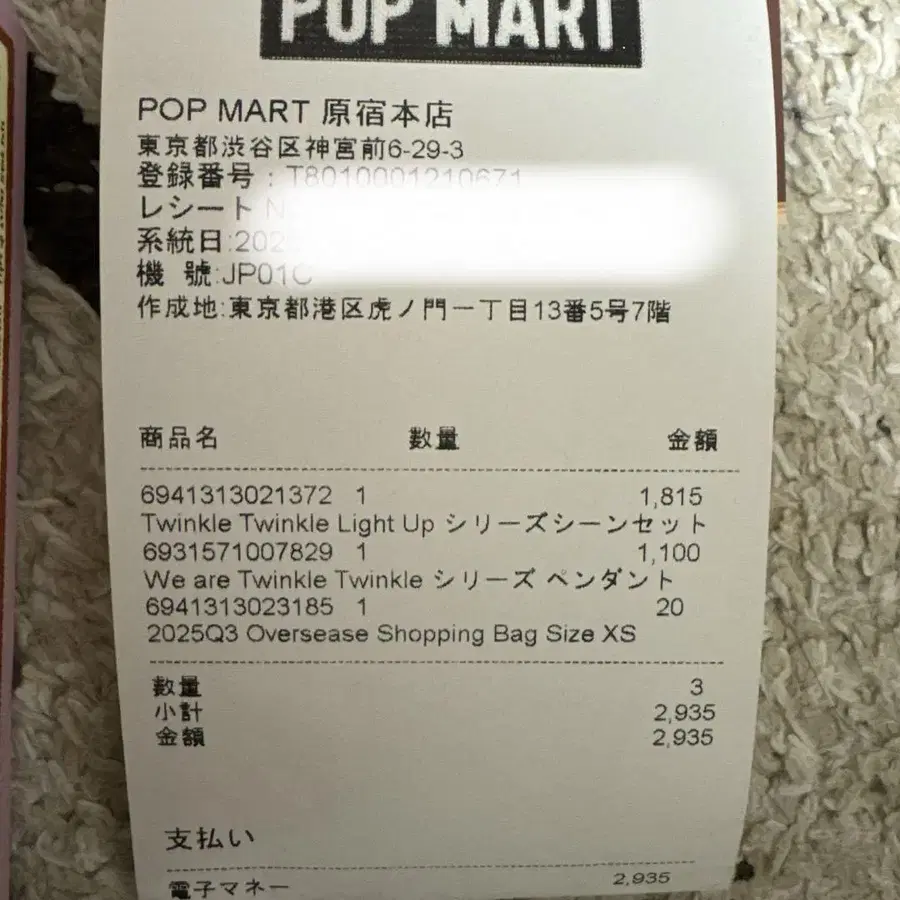 POP MART
POP MART 原宿本店
東京都渋谷区神宮前6-29-3
登録番号：T8010001210671
レシート N
系統日:202
機 號:JP01C
作成地:東京都港区虎ノ門一丁目13番5号7階
商品名 数量 金額
6941313021372 1 1,815
Twinkle Twinkle Light Up シリーズシーンセット
6931571007829 1 1,100
We are Twinkle Twinkle シリーズ ペンダント
6941313023185 1 20
2025Q3 Oversease Shopping Bag Size XS
数量 3
小計 2,935
金額 2,935
支払い
電子マネー 2,935